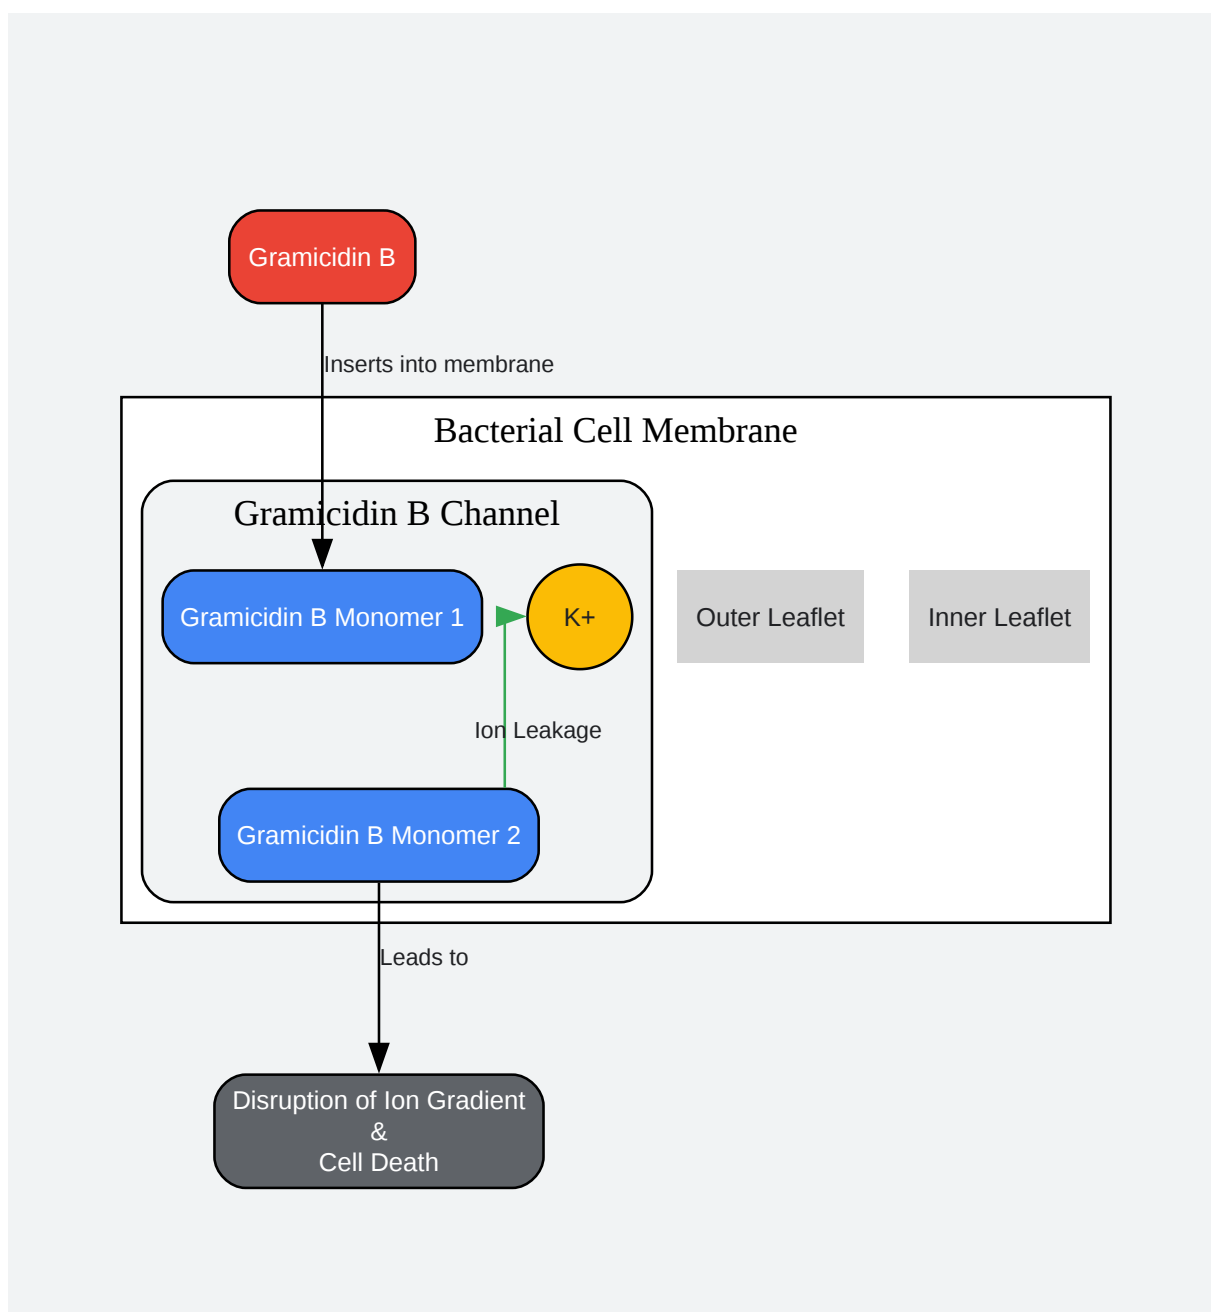 Gramicidin B
Inserts into membrane
Bacterial Cell Membrane
Gramicidin B Channel
Gramicidin B Monomer 1
K+
Outer Leaflet
Inner Leaflet
Ion Leakage
Gramicidin B Monomer 2
Leads to
Disruption of Ion Gradient
&
Cell Death